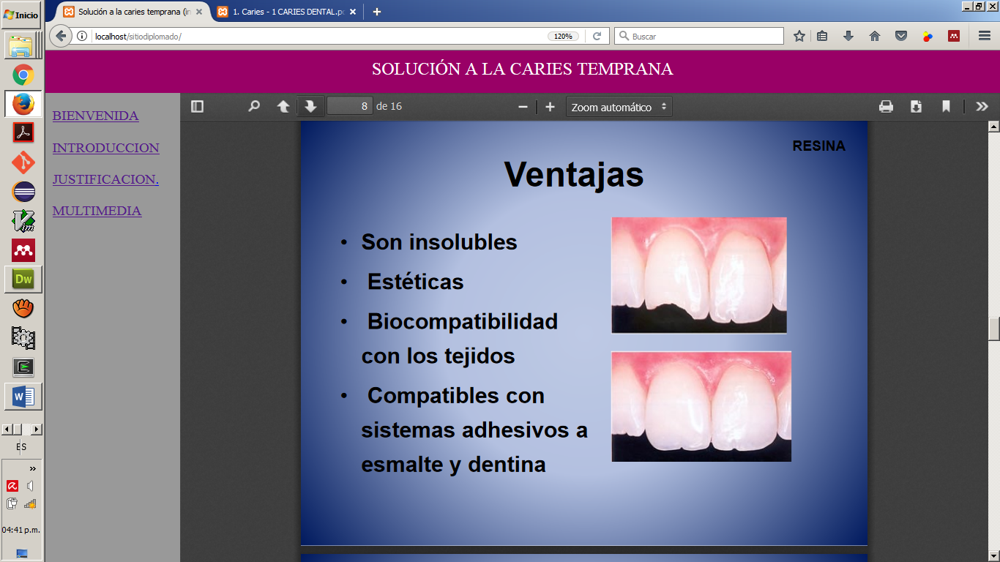 Inicio
Solución a la caries temprana (in
1. Caries - 1 CARIES DENTAL.pd
localhost/sitiodiplomado/
120%
Buscar
SOLUCIÓN A LA CARIES TEMPRANA
BIENVENIDA
INTRODUCCION
JUSTIFICACION.
MULTIMEDIA
8 de 16
Zoom automático
RESINA
Ventajas
• Son insolubles
• Estéticas
• Biocompatibilidad
con los tejidos
• Compatibles con
sistemas adhesivos a
esmalte y dentina
Dw
W
ES
04:41 p.m.